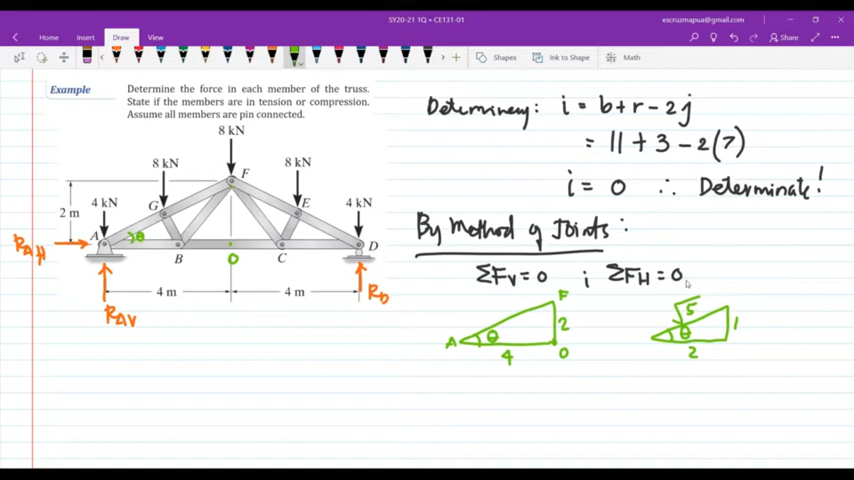 SY20-21 1Q = CE131-01
escruzmapua@gmail.com
Home Insert Draw View
Share
Shapes Ink to Shape Math
Example
Determine the force in each member of the truss.
State if the members are in tension or compression.
Assume all members are pin connected.
8 kN
8 kN 8 kN
4 kN 4 kN
F
G E
2 m
A θ D
B O C
RAH
4 m 4 m
RAV RD
Determinacy: i = b + r - 2j
= 11 + 3 - 2(7)
i = 0 ∴ Determinate!
By Method of Joints:
ΣFV = 0 ; ΣFH = 0
F
A θ 2
4 O
√5 1
θ
2